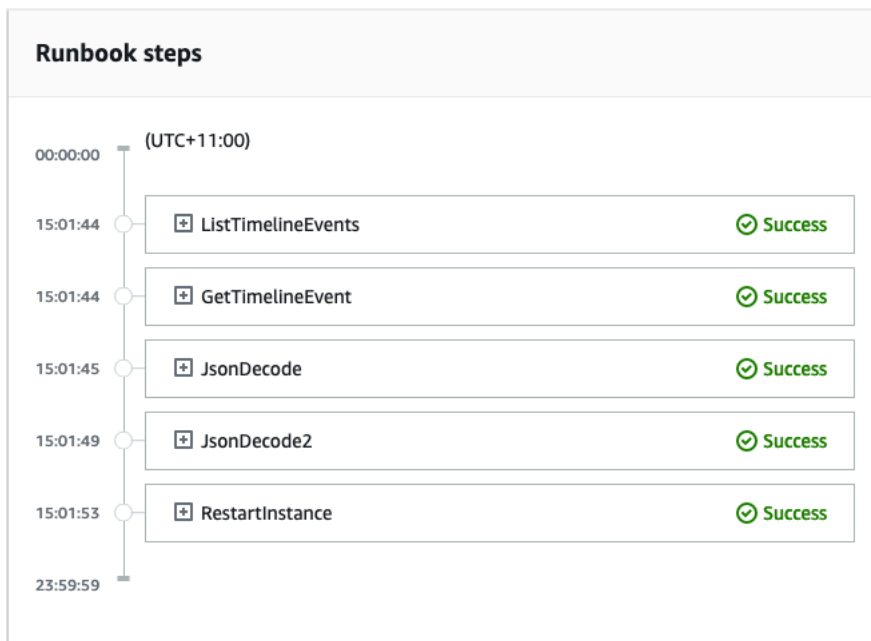 Runbook steps
(UTC+11:00)
00:00:00
15:01:44 ListTimelineEvents Success
15:01:44 GetTimelineEvent Success
15:01:45 JsonDecode Success
15:01:49 JsonDecode2 Success
15:01:53 RestartInstance Success
23:59:59